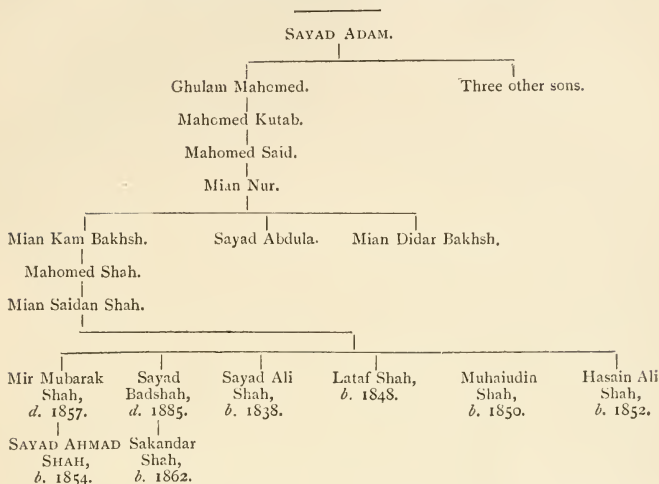 SAYAD ADAM.
Ghulam Mahomed. Three other sons.
Mahomed Kutab.
Mahomed Said.
Mian Nur.
Mian Kam Bakhsh. Sayad Abdula. Mian Didar Bakhsh.
Mahomed Shah.
Mian Saidan Shah.
Mir Mubarak Sayad Sayad Ali Lataf Shah, Muhaiudin Hasain Ali
Shah, Badshah, Shah, b. 1848. Shah, Shah,
d. 1857. d. 1885. b. 1838. b. 1850. b. 1852.
SAYAD AHMAD Sakandar
SHAH, Shah,
b. 1854. b. 1862.